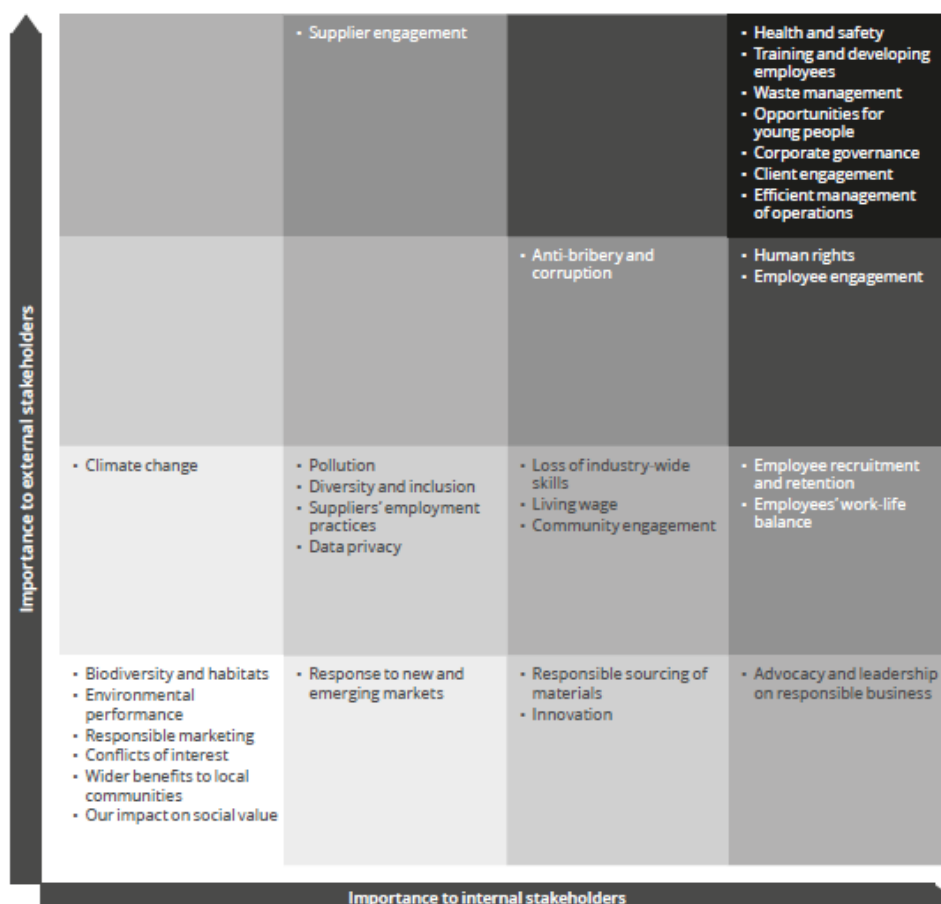 Importance to external stakeholders
▪ Supplier engagement
▪ Health and safety
▪ Training and developing
employees
▪ Waste management
▪ Opportunities for
young people
▪ Corporate governance
▪ Client engagement
▪ Efficient management
of operations
▪ Anti-bribery and
corruption
▪ Human rights
▪ Employee engagement
▪ Climate change
▪ Pollution
▪ Diversity and inclusion
▪ Suppliers' employment
practices
▪ Data privacy
▪ Loss of industry-wide
skills
▪ Living wage
▪ Community engagement
▪ Employee recruitment
and retention
▪ Employees' work-life
balance
▪ Biodiversity and habitats
▪ Environmental
performance
▪ Responsible marketing
▪ Conflicts of interest
▪ Wider benefits to local
communities
▪ Our impact on social value
▪ Response to new and
emerging markets
▪ Responsible sourcing of
materials
▪ Innovation
▪ Advocacy and leadership
on responsible business
Importance to internal stakeholders